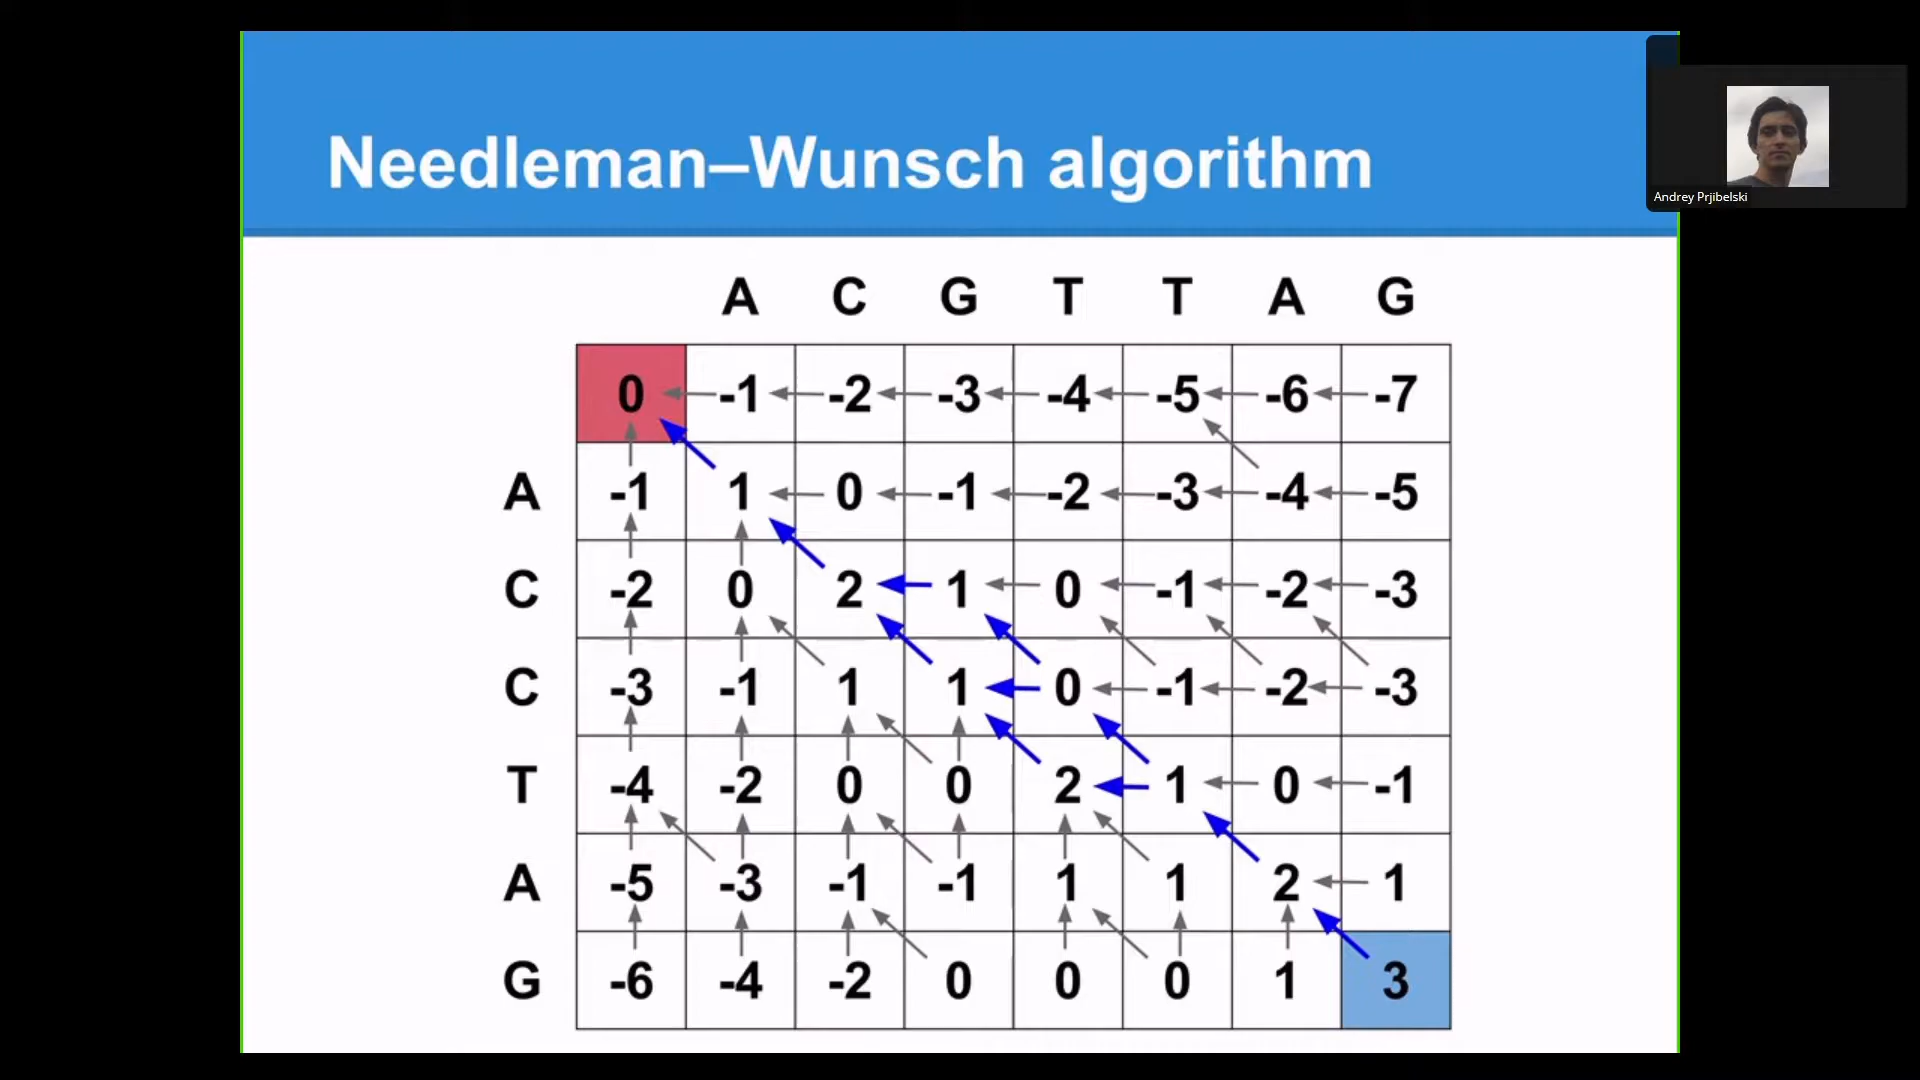 Needleman–Wunsch algorithm
Andrey Prjibelski
A C G T T A G
0 -1 -2 -3 -4 -5 -6 -7
A -1 1 0 -1 -2 -3 -4 -5
C -2 0 2 1 0 -1 -2 -3
C -3 -1 1 1 0 -1 -2 -3
T -4 -2 0 0 2 1 0 -1
A -5 -3 -1 -1 1 1 2 1
G -6 -4 -2 0 0 0 1 3